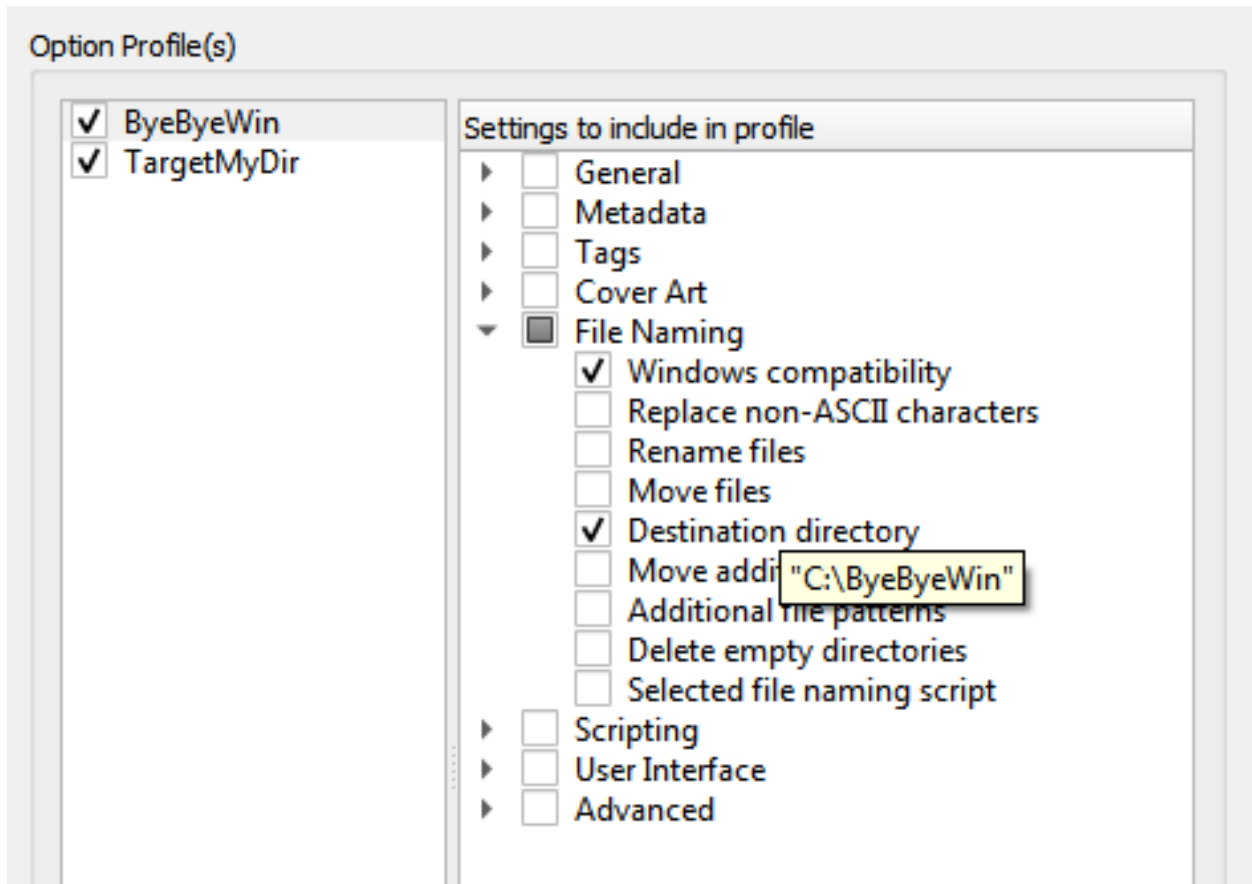 Option Profile(s)
ByeByeWin
TargetMyDir
Settings to include in profile
General
Metadata
Tags
Cover Art
File Naming
Windows compatibility
Replace non-ASCII characters
Rename files
Move files
Destination directory
Move
"C:\ByeByeWin"
Additional file patterns
Delete empty directories
Selected file naming script
Scripting
User Interface
Advanced